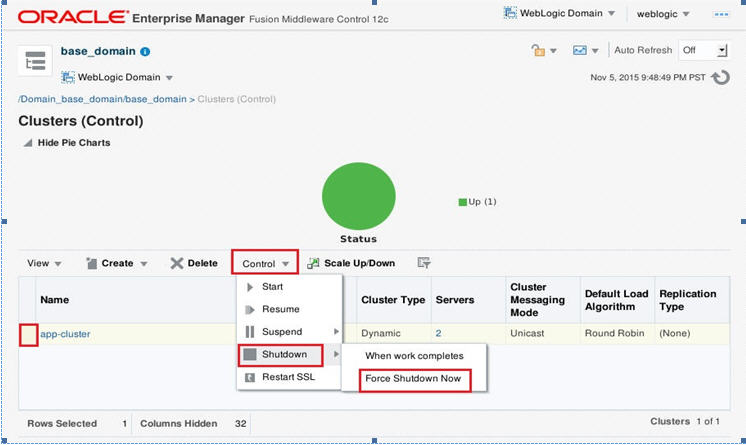 ORACLE Enterprise Manager Fusion Middleware Control 12c
WebLogic Domain
weblogic
base_domain
WebLogic Domain
Auto Refresh Off
Nov 5, 2015 9:48:49 PM PST
/Domain_base_domain/base_domain > Clusters (Control)
Clusters (Control)
Hide Pie Charts
Up (1)
Status
View Create Delete Control Scale Up/Down
Name Cluster Type Servers Cluster Messaging Mode Default Load Algorithm Replication Type
app-cluster Dynamic 2 Unicast Round Robin (None)
Start
Resume
Suspend
Shutdown
Restart SSL
When work completes
Force Shutdown Now
Rows Selected 1 Columns Hidden 32
Clusters 1 of 1